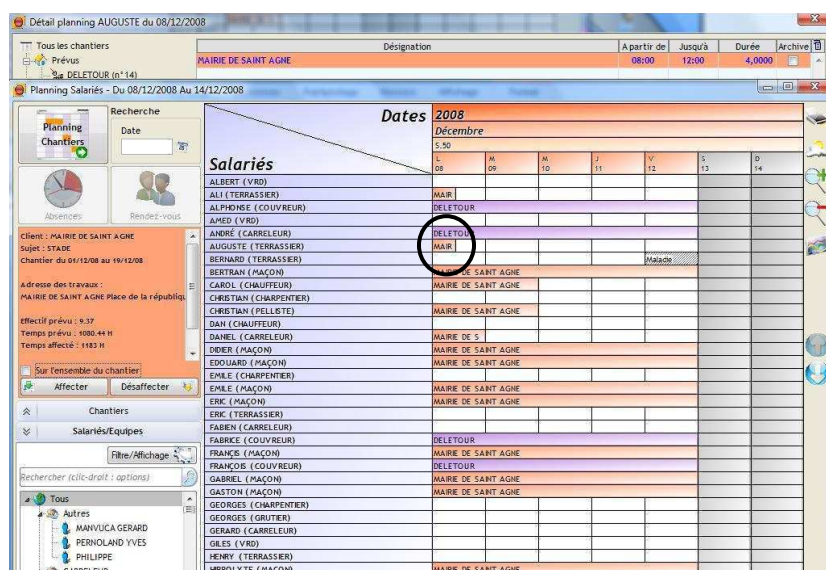 Détail planning AUGUSTE du 08/12/2008
Tous les chantiers
Prévus
DELETOUR (n°14)
Désignation A partir de Jusqu'à Durée Archive
MAIRIE DE SAINT AGNE 08:00 12:00 4,0000
Planning Salariés - Du 08/12/2008 Au 14/12/2008
Planning Chantiers
Recherche
Date
Absences
Rendez-vous
Client : MAIRIE DE SAINT AGNE
Sujet : STADE
Chantier du 01/12/08 au 19/12/08
Adresse des travaux :
MAIRIE DE SAINT AGNE Place de la républiq
Effectif prévu : 9.37
Temps prévu : 1080.44 H
Temps affecté : 1183 H
Sur l'ensemble du chantier
Affecter Désaffecter
Chantiers
Salariés/Equipes
Filtre/Affichage
Rechercher (clic-droit : options)
Tous
Autres
MANVUCA GERARD
PERNOLAND YVES
PHILIPPE
Dates 2008
Décembre
S.50
Salariés
L 08 M 09 M 10 J 11 V 12 S 13 D 14
ALBERT (VRD)
ALI (TERRASSIER) MAIR
ALPHONSE (COUVREUR) DELETOUR
AMED (VRD)
ANDRÉ (CARRELEUR) DELETOUR
AUGUSTE (TERRASSIER) MAIR
BERNARD (TERRASSIER) Maladie
BERTRAN (MAÇON) MAIRIE DE SAINT AGNE
CAROL (CHAUFFEUR) MAIRIE DE SAINT AGNE
CHRISTIAN (CHARPENTIER)
CHRISTIAN (PELLISTE) MAIRIE DE SAINT AGNE
DAN (CHAUFFEUR)
DANIEL (CARRELEUR) MAIRIE DE S
DIDIER (MAÇON) MAIRIE DE SAINT AGNE
EDOUARD (MAÇON) MAIRIE DE SAINT AGNE
EMILE (CHARPENTIER)
EMILE (MAÇON) MAIRIE DE SAINT AGNE
ERIC (MAÇON) MAIRIE DE SAINT AGNE
ERIC (TERRASSIER)
FABIEN (CARRELEUR)
FABRICE (COUVREUR) DELETOUR
FRANÇIS (MAÇON) MAIRIE DE SAINT AGNE
FRANÇOIS (COUVREUR) DELETOUR
GABRIEL (MAÇON) MAIRIE DE SAINT AGNE
GASTON (MAÇON) MAIRIE DE SAINT AGNE
GEORGES (CHARPENTIER)
GEORGES (GRUTIER)
GERARD (CARRELEUR)
GILES (VRD)
HENRY (TERRASSIER)
HIPPOLYTE (MAÇON) MAIRIE DE SAINT AGNE